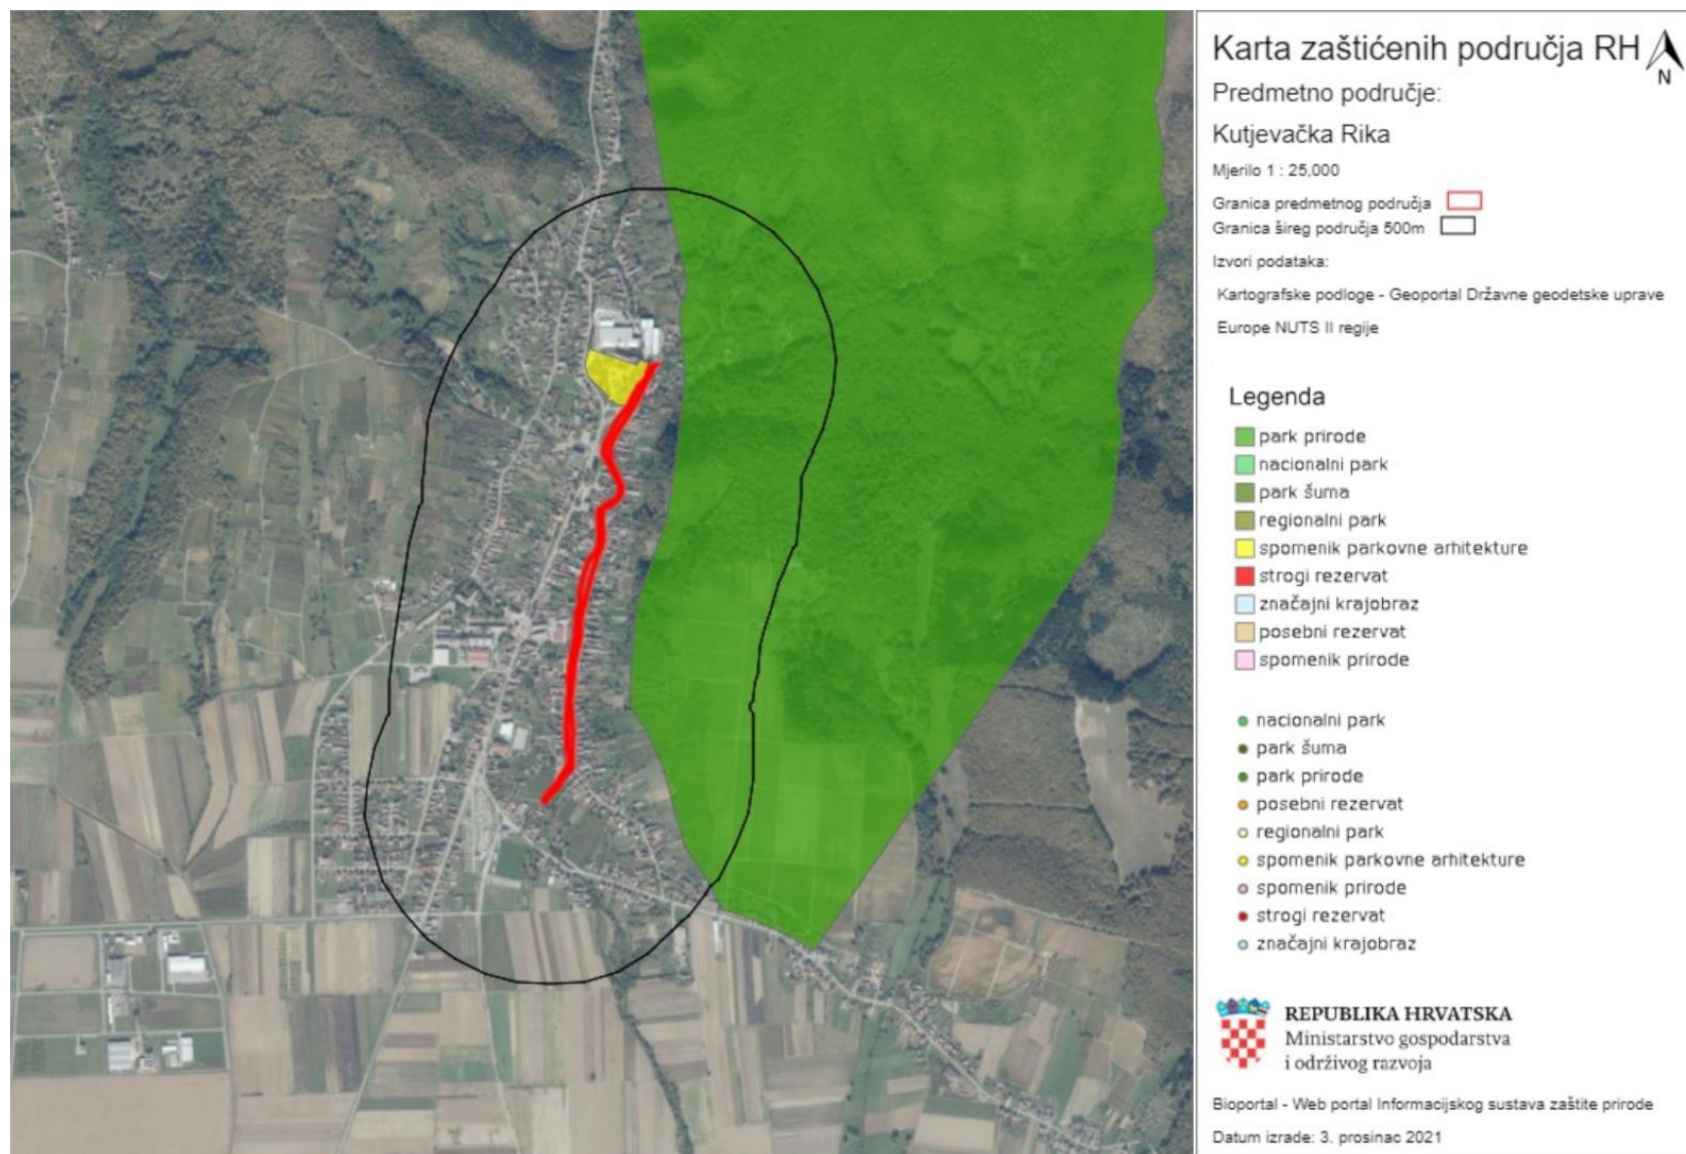 Karta zaštićenih područja RH
N
Predmetno područje:
Kutjevačka Rika
Mjerilo 1 : 25,000
Granica predmetnog područja
Granica šireg područja 500m
Izvori podataka:
Kartografske podloge - Geoportal Državne geodetske uprave
Europe NUTS II regije
Legenda
park prirode
nacionalni park
park šuma
regionalni park
spomenik parkovne arhitekture
strogi rezervat
značajni krajobraz
posebni rezervat
spomenik prirode
nacionalni park
park šuma
park prirode
posebni rezervat
regionalni park
spomenik parkovne arhitekture
spomenik prirode
strogi rezervat
značajni krajobraz
REPUBLIKA HRVATSKA
Ministarstvo gospodarstva
i održivog razvoja
Bioportal - Web portal Informacijskog sustava zaštite prirode
Datum izrade: 3. prosinac 2021